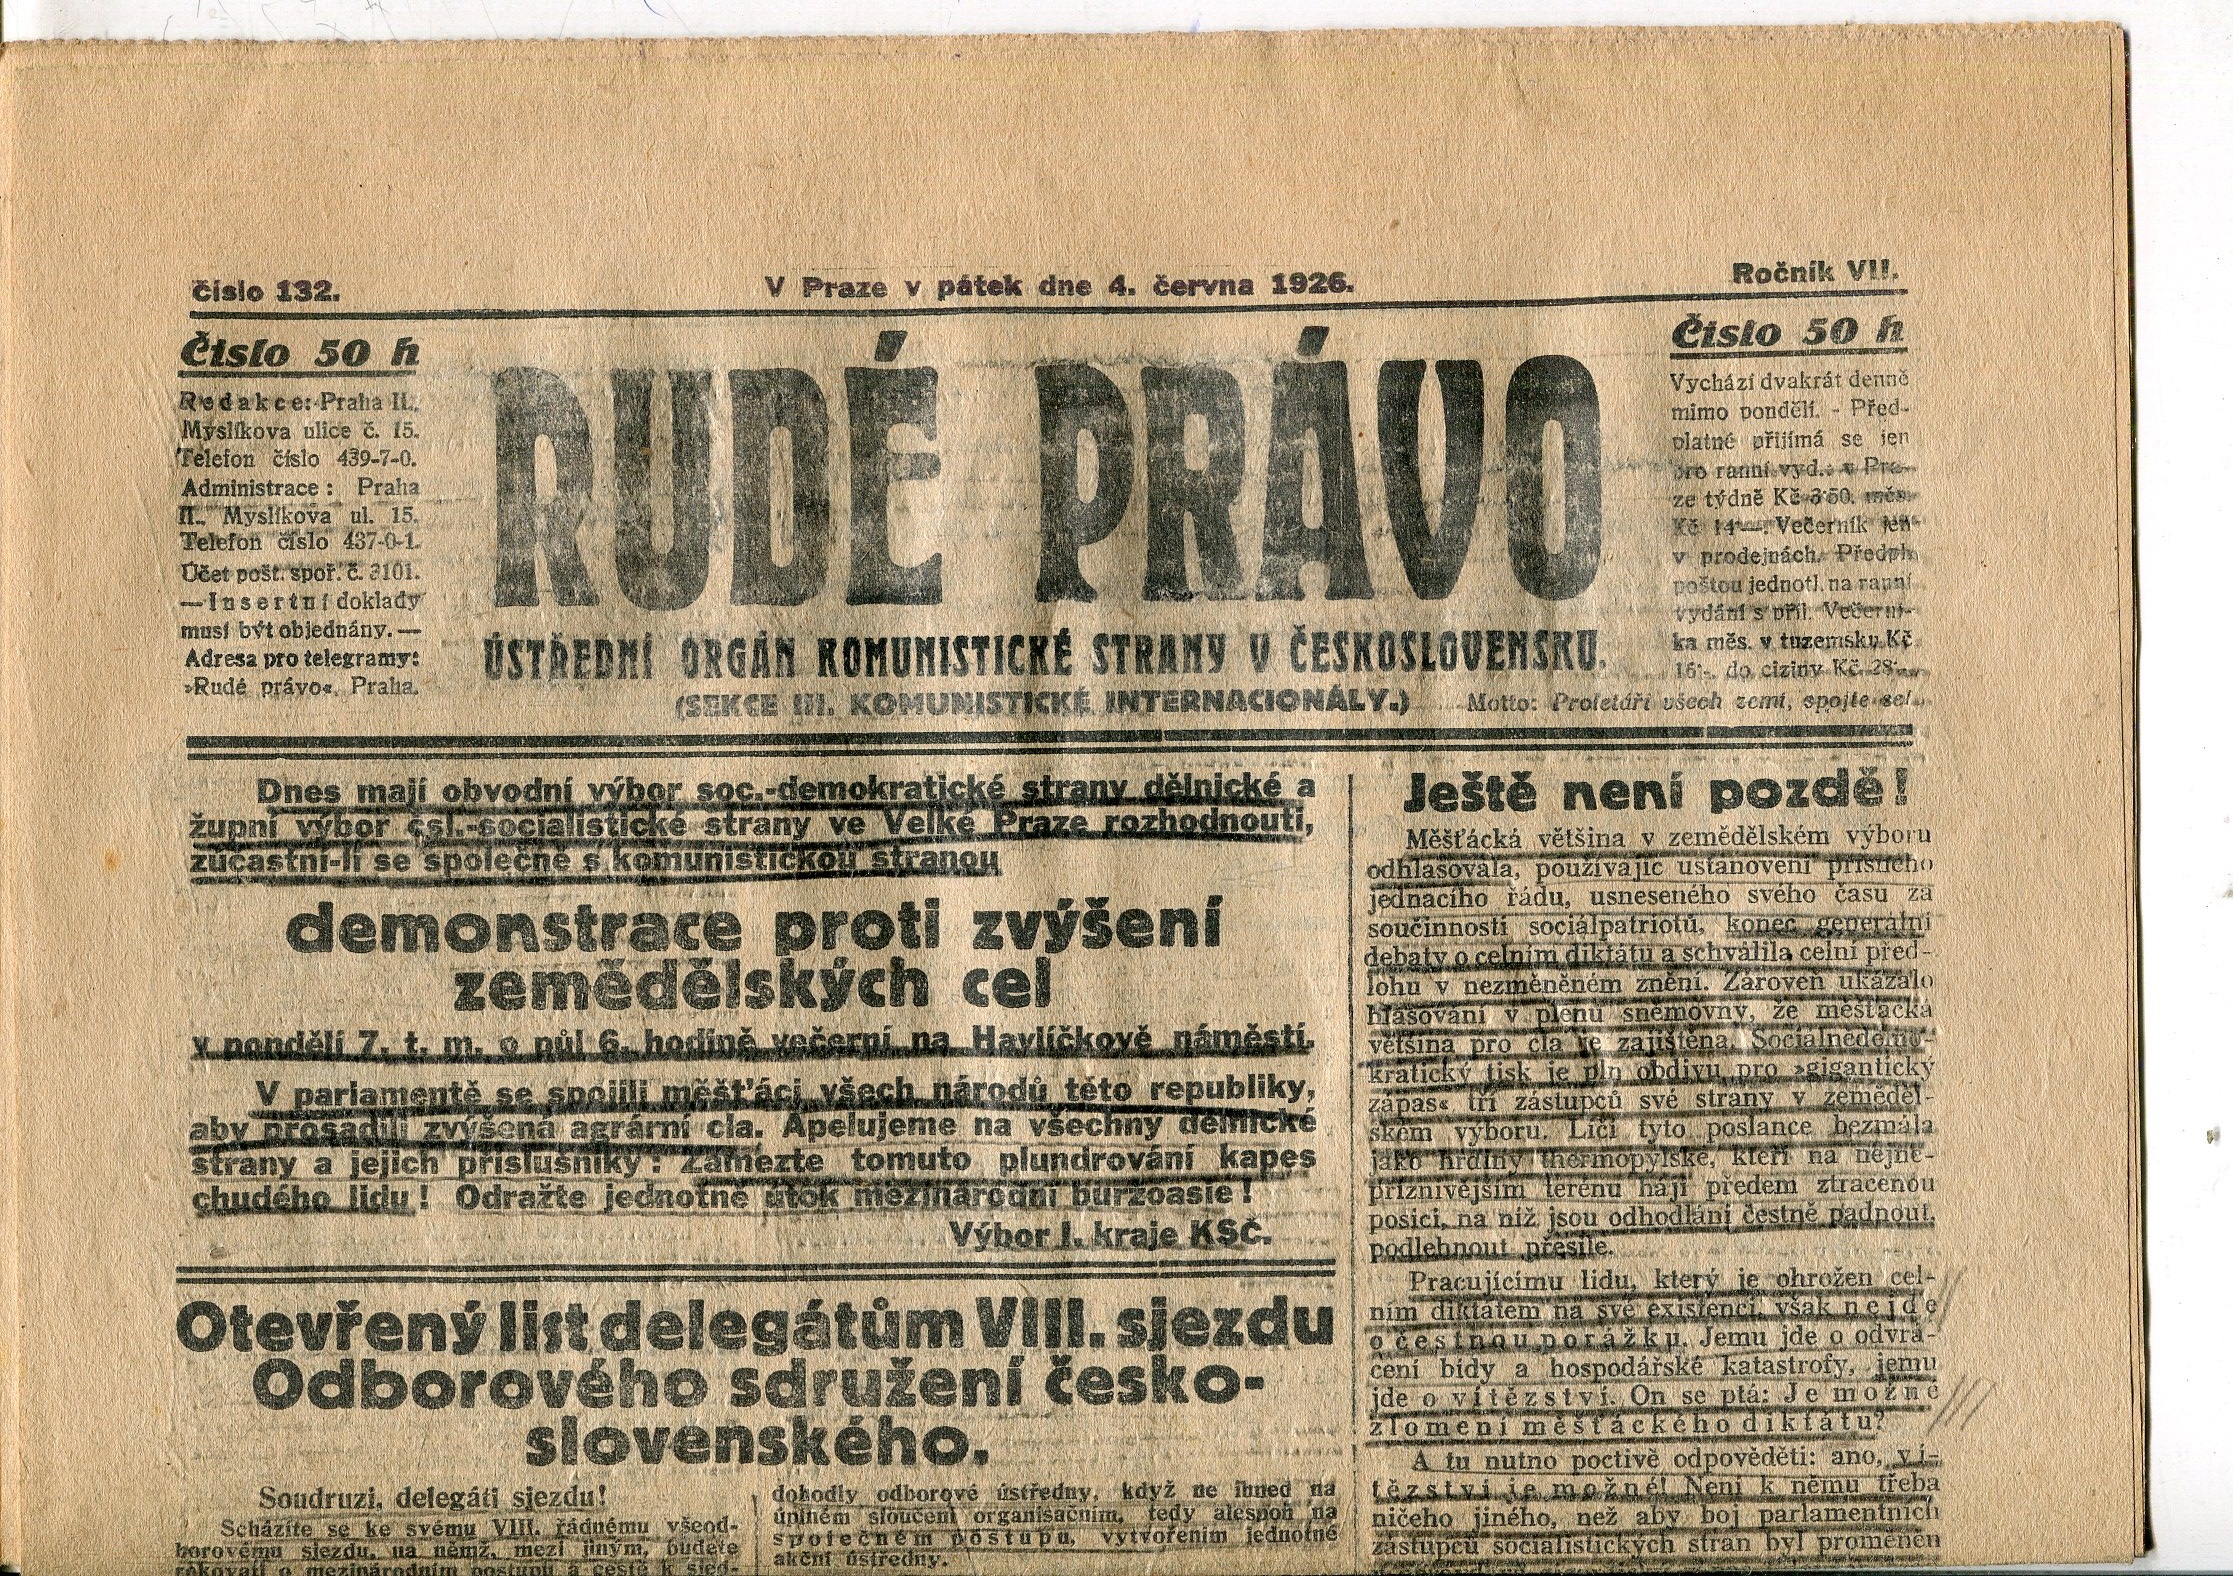 Číslo 132.
V Praze v pátek dne 4. června 1926.
Ročník VII.
Číslo 50 h
Redakce: Praha II.,
Myslíkova ulice č. 15.
Telefon číslo 439-7-0.
Administrace: Praha
II., Myslíkova ul. 15.
Telefon číslo 437-0-1.
Účet pošt. spoř. č. 3101.
— Insertní doklady
musí být objednány. —
Adresa pro telegramy:
»Rudé právo«, Praha.
RUDÉ PRÁVO
ÚSTŘEDNÍ ORGÁN KOMUNISTICKÉ STRANY V ČESKOSLOVENSKU.
(SEKCE III. KOMUNISTICKÉ INTERNACIONÁLY.)
Motto: Proletáři všech zemí, spojte se!
Číslo 50 h
Vychází dvakrát denně
mimo pondělí. - Před-
platné přijímá se jen
pro ranní vyd.: v Pra-
ze týdně Kč 3·50, měs.
Kč 14—. Večerník jen
v prodejnách. Předpl.
poštou jednotl. na ranní
vydání s příl. Večerní-
ka měs. v tuzemsku Kč
16·-, do ciziny Kč 28·-.
Dnes mají obvodní výbor soc.-demokratické strany dělnické a
župní výbor čsl.-socialistické strany ve Velké Praze rozhodnouti,
zúčastní-li se společně s komunistickou stranou
demonstrace proti zvýšení
zemědělských cel
v pondělí 7. t. m. o půl 6. hodině večerní na Havlíčkově náměstí.
V parlamentě se spojili měšťáci všech národů této republiky,
aby prosadili zvýšená agrární cla. Apelujeme na všechny dělnické
strany a jejich příslušníky: Zamezte tomuto plundrování kapes
chudého lidu! Odražte jednotně útok mezinárodní buržoasie!
Výbor I. kraje KSČ.
Otevřený list delegátům VIII. sjezdu
Odborového sdružení česko-
slovenského.
Soudruzi, delegáti sjezdu!
Scházíte se ke svému VIII. řádnému všeod-
borovému sjezdu, na němž, mezi jiným, budete
rokovati o mezinárodním postupu a cestě k sjed-
dohodly odborové ústředny, když ne ihned na
úplném sloučení organisačním, tedy alespoň na
společném postupu, vytvořením jednotné
akční ústředny.
Ještě není pozdě!
Měšťácká většina v zemědělském výboru
odhlasovala, používajíc ustanovení přísného
jednacího řádu, usneseného svého času za
součinnosti sociálpatriotů, konec generální
debaty o celním diktátu a schválila celní před-
lohu v nezměněném znění. Zároveň ukázalo
hlasování v plenu sněmovny, že měšťácká
většina pro cla je zajištěna. Sociálnědemo-
kratický tisk je pln obdivu pro »gigantický
zápas« tří zástupců své strany v zeměděl-
ském výboru. Líčí tyto poslance bezmála
jako hrdiny thermopylské, kteří na nejne-
příznivějším terénu hájí předem ztracenou
posici, na níž jsou odhodláni čestně padnout,
podlehnout přesile.
Pracujícímu lidu, který je ohrožen cel-
ním diktátem na své existenci, však nejde
o čestnou porážku. Jemu jde o odvrá-
cení bídy a hospodářské katastrofy, jemu
jde o vítězství. On se ptá: Je možné
zlomení měšťáckého diktátu?
A tu nutno poctivě odpověděti: ano, ví-
tězství je možné! Není k němu třeba
ničeho jiného, než aby boj parlamentních
zástupců socialistických stran byl proměněn